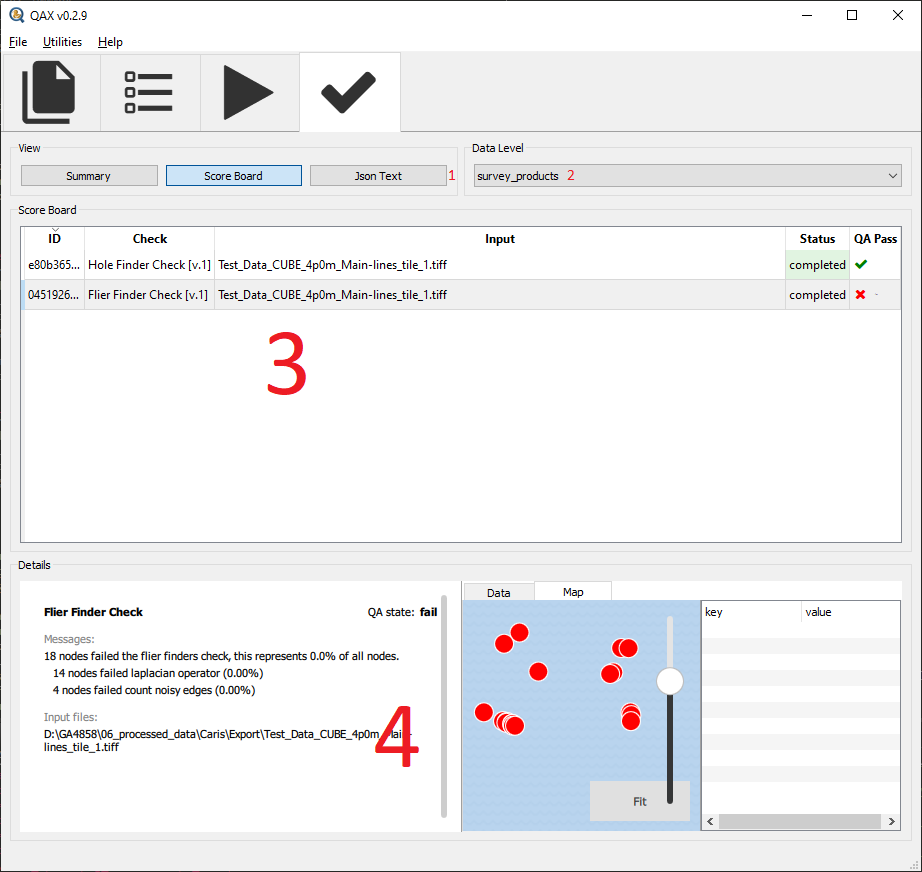 QAX v0.2.9
File Utilities Help
View
Data Level
Summary Score Board Json Text 1
survey_products 2
Score Board
ID Check Input Status QA Pass
e80b365... Hole Finder Check [v.1] Test_Data_CUBE_4p0m_Main-lines_tile_1.tiff completed
0451926... Flier Finder Check [v.1] Test_Data_CUBE_4p0m_Main-lines_tile_1.tiff completed -
3
Details
Flier Finder Check QA state: fail
Messages:
18 nodes failed the flier finders check, this represents 0.0% of all nodes.
14 nodes failed laplacian operator (0.00%)
4 nodes failed count noisy edges (0.00%)
Input files:
D:\GA4858\06_processed_data\Caris\Export\Test_Data_CUBE_4p0m_Main-
lines_tile_1.tiff
4
Data Map
key value
Fit